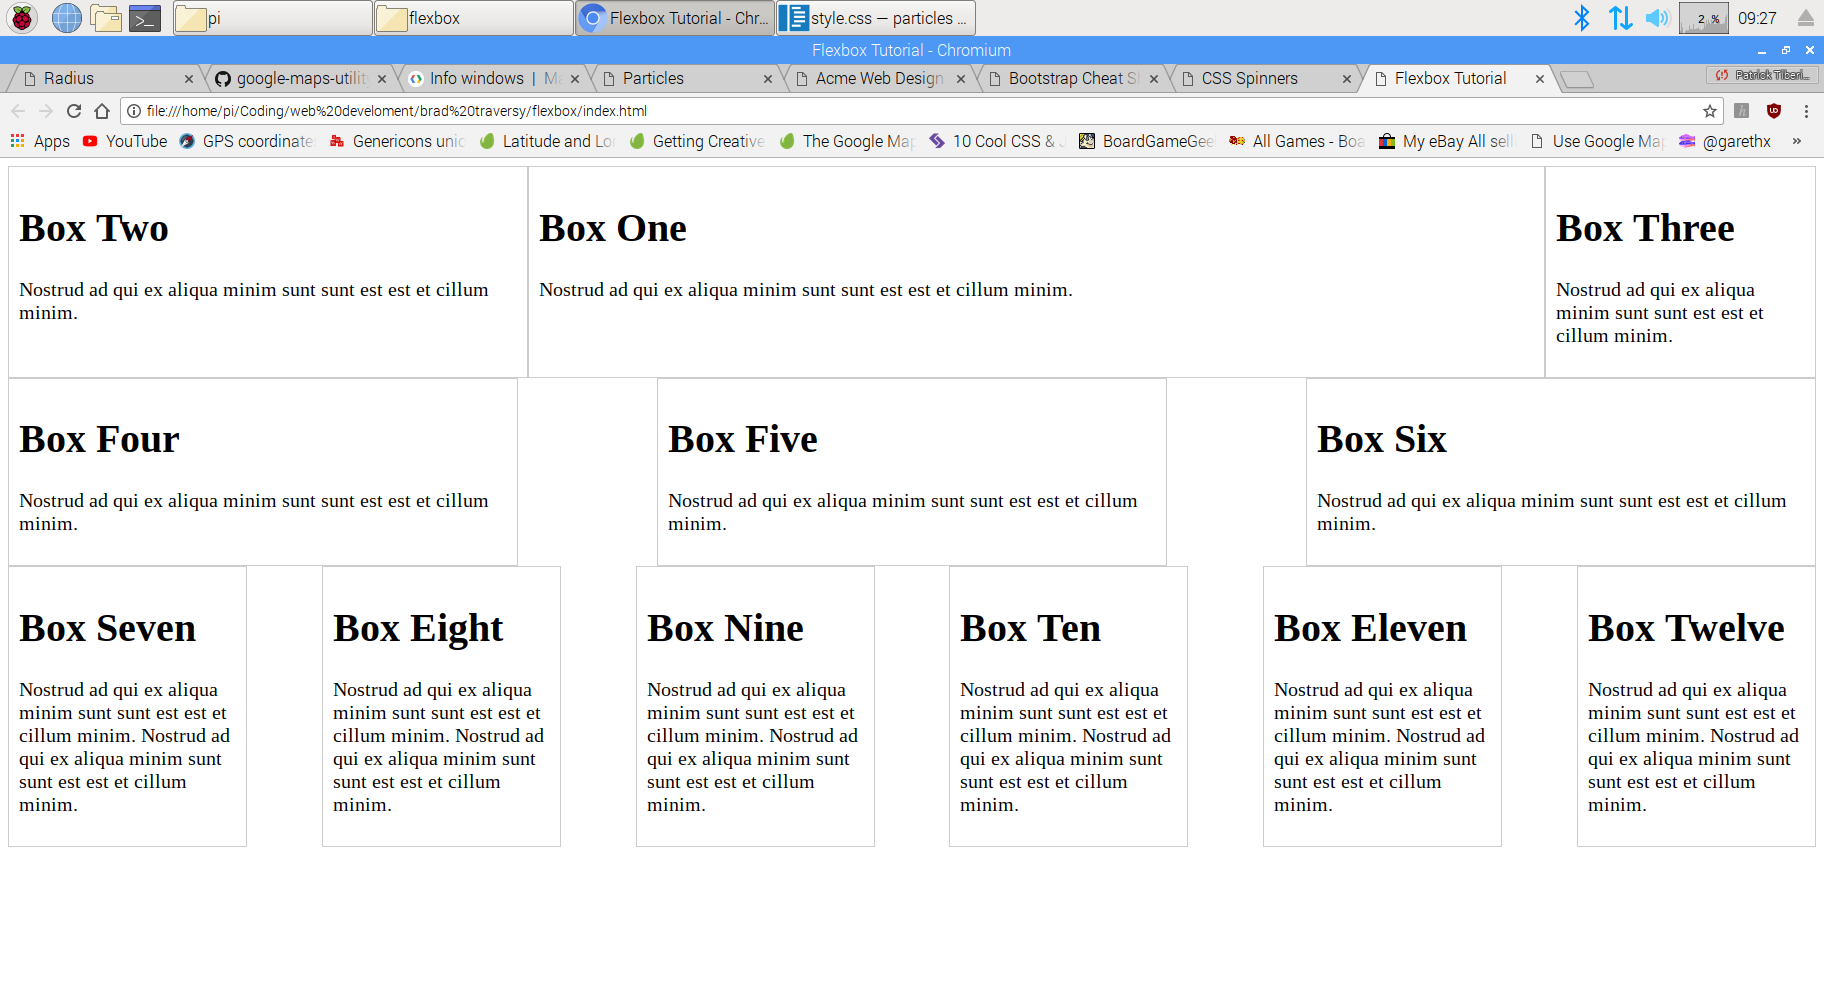 pi
flexbox
Flexbox Tutorial - Chr...
style.css — particles ...
2 %
09:27
Flexbox Tutorial - Chromium
Radius
google-maps-utility
Info windows | Ma
Particles
Acme Web Design
Bootstrap Cheat S
CSS Spinners
Flexbox Tutorial
Patrick Tilberi...
file:///home/pi/Coding/web%20develoment/brad%20traversy/flexbox/index.html
Apps
YouTube
GPS coordinate
Genericons unic
Latitude and Lon
Getting Creative
The Google Map
10 Cool CSS & J
BoardGameGee
All Games - Boa
My eBay All sell
Use Google Map
@garethx
»
Box Two
Nostrud ad qui ex aliqua minim sunt sunt est est et cillum
minim.
Box One
Nostrud ad qui ex aliqua minim sunt sunt est est et cillum minim.
Box Three
Nostrud ad qui ex aliqua
minim sunt sunt est est et
cillum minim.
Box Four
Nostrud ad qui ex aliqua minim sunt sunt est est et cillum
minim.
Box Five
Nostrud ad qui ex aliqua minim sunt sunt est est et cillum
minim.
Box Six
Nostrud ad qui ex aliqua minim sunt sunt est est et cillum
minim.
Box Seven
Nostrud ad qui ex aliqua
minim sunt sunt est est et
cillum minim. Nostrud ad
qui ex aliqua minim sunt
sunt est est et cillum
minim.
Box Eight
Nostrud ad qui ex aliqua
minim sunt sunt est est et
cillum minim. Nostrud ad
qui ex aliqua minim sunt
sunt est est et cillum
minim.
Box Nine
Nostrud ad qui ex aliqua
minim sunt sunt est est et
cillum minim. Nostrud ad
qui ex aliqua minim sunt
sunt est est et cillum
minim.
Box Ten
Nostrud ad qui ex aliqua
minim sunt sunt est est et
cillum minim. Nostrud ad
qui ex aliqua minim sunt
sunt est est et cillum
minim.
Box Eleven
Nostrud ad qui ex aliqua
minim sunt sunt est est et
cillum minim. Nostrud ad
qui ex aliqua minim sunt
sunt est est et cillum
minim.
Box Twelve
Nostrud ad qui ex aliqua
minim sunt sunt est est et
cillum minim. Nostrud ad
qui ex aliqua minim sunt
sunt est est et cillum
minim.